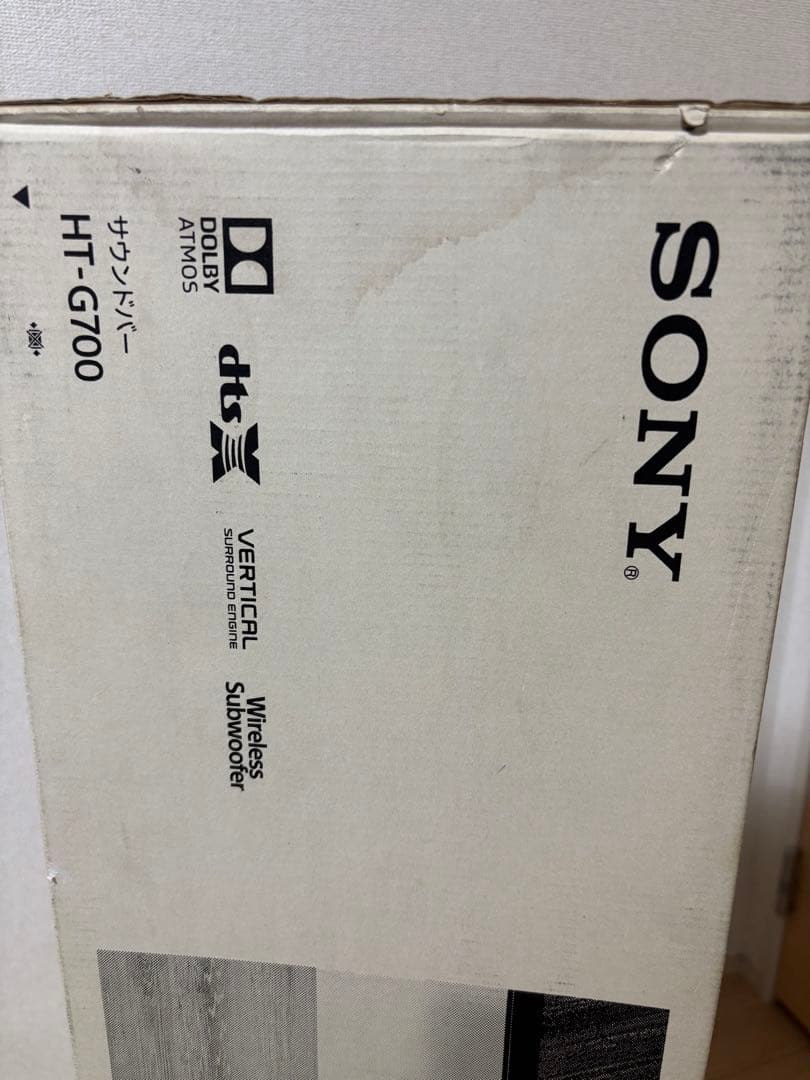 SONY®
DOLBY
ATMOS
dts X
VERTICAL
SURROUND ENGINE
Wireless
Subwoofer
サウンドバー
HT-G700